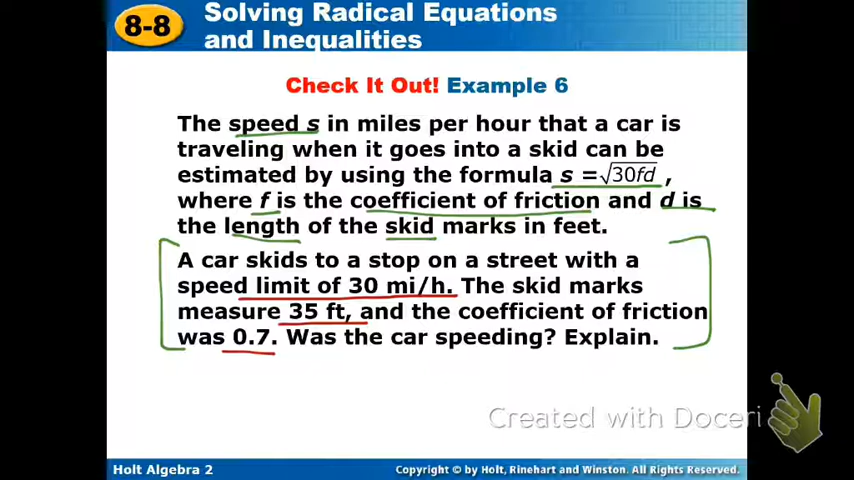 8-8
Solving Radical Equations
and Inequalities
Check It Out! Example 6
The speed s in miles per hour that a car is
traveling when it goes into a skid can be
estimated by using the formula s = √30fd ,
where f is the coefficient of friction and d is
the length of the skid marks in feet.
A car skids to a stop on a street with a
speed limit of 30 mi/h. The skid marks
measure 35 ft, and the coefficient of friction
was 0.7. Was the car speeding? Explain.
Created with Doceri
Holt Algebra 2
Copyright © by Holt, Rinehart and Winston. All Rights Reserved.